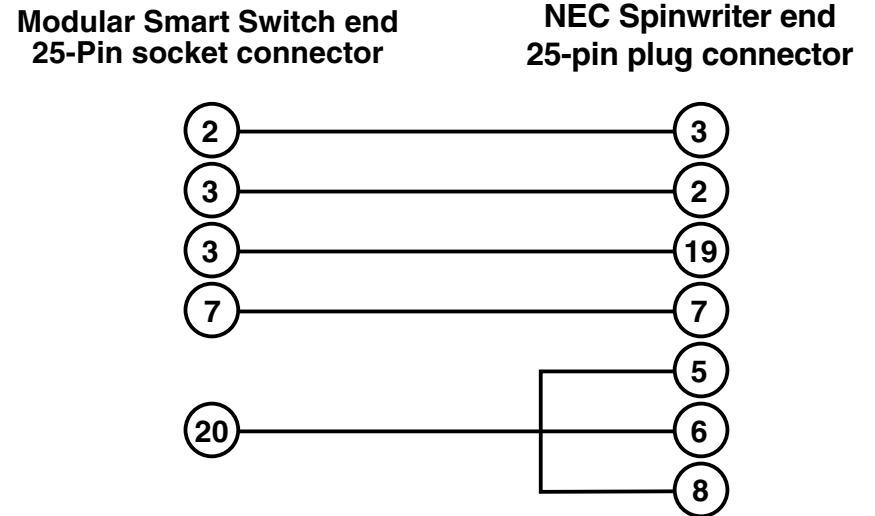 Modular Smart Switch end
25-Pin socket connector
NEC Spinwriter end
25-pin plug connector
2 3
3 2
3 19
7 7
5
20 6
8